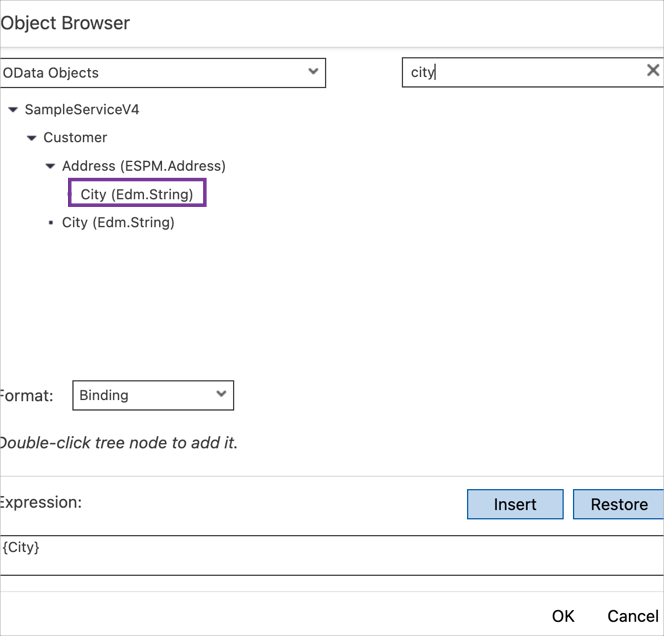 Object Browser
OData Objects
city
SampleServiceV4
Customer
Address (ESPM.Address)
City (Edm.String)
City (Edm.String)
Format: Binding
Double-click tree node to add it.
Expression: Insert Restore
{City}
OK Cancel